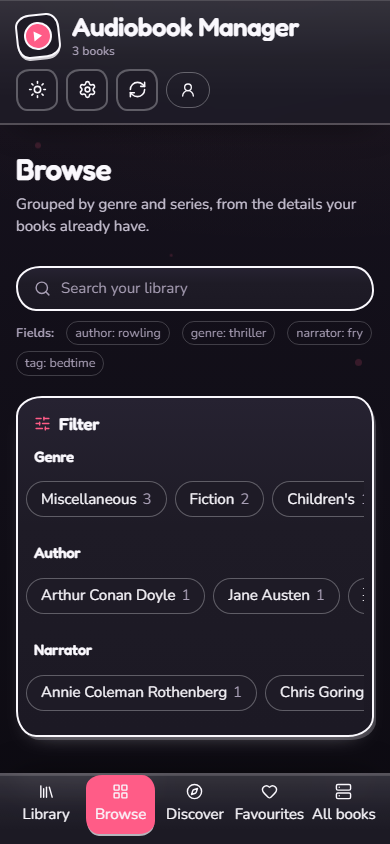 Audiobook Manager
3 books
Browse
Grouped by genre and series, from the details your
books already have.
Search your library
Fields: author: rowling genre: thriller narrator: fry
tag: bedtime
Filter
Genre
Miscellaneous 3 Fiction 2 Children's
Author
Arthur Conan Doyle 1 Jane Austen 1
Narrator
Annie Coleman Rothenberg 1 Chris Goring
Library Browse Discover Favourites All books